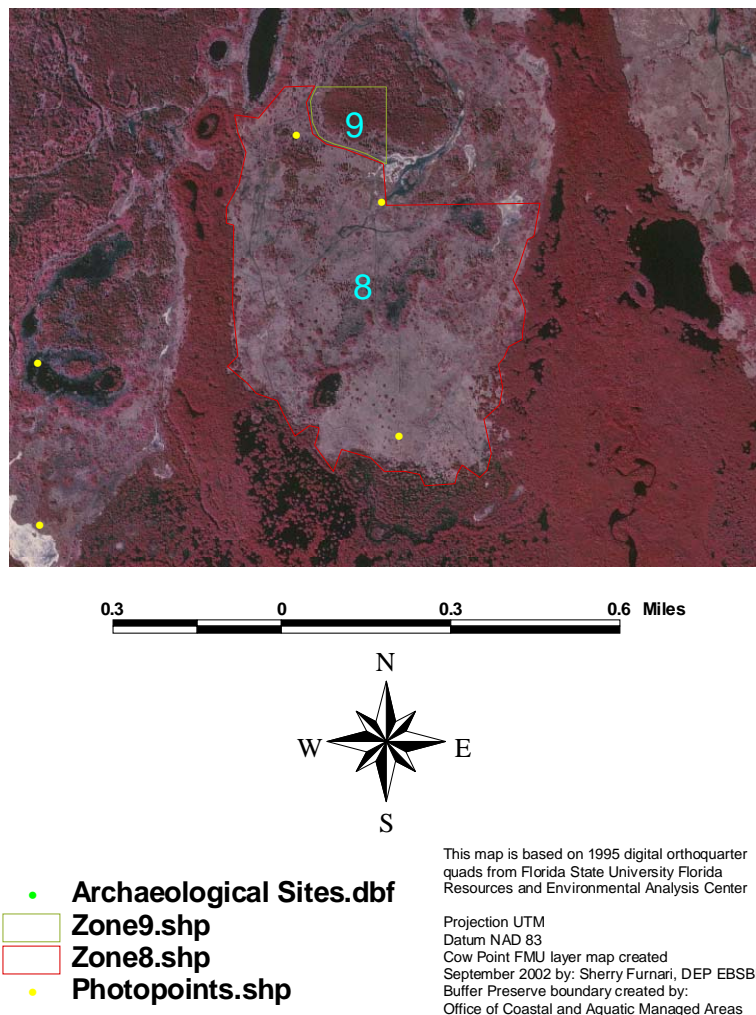 9
8
0.3 0 0.3 0.6 Miles
N
W E
S
Archaeological Sites.dbf
Zone9.shp
Zone8.shp
Photopoints.shp
This map is based on 1995 digital orthoquarter
quads from Florida State University Florida
Resources and Environmental Analysis Center
Projection UTM
Datum NAD 83
Cow Point FMU layer map created
September 2002 by: Sherry Furnari, DEP EBSB
Buffer Preserve boundary created by:
Office of Coastal and Aquatic Managed Areas